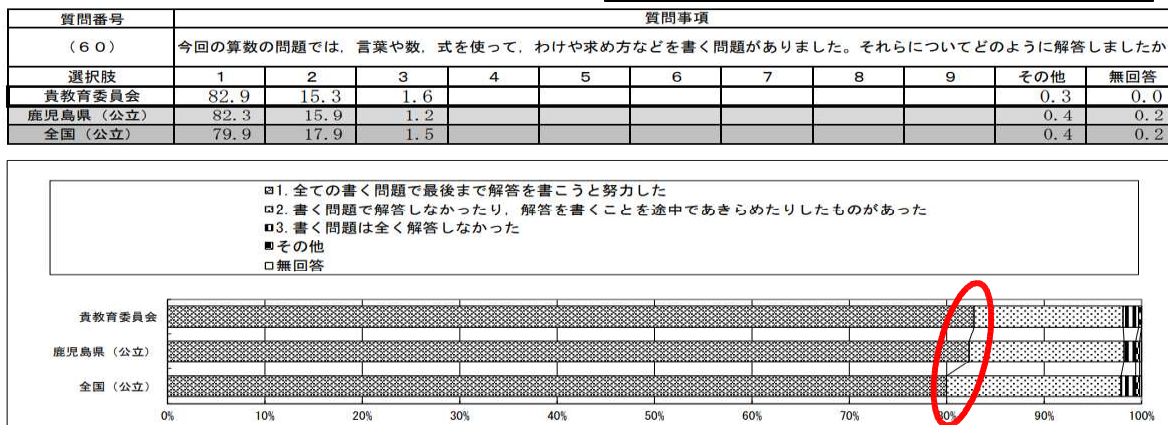 質問番号 質問事項
(60) 今回の算数の問題では，言葉や数，式を使って，わけや求め方などを書く問題がありました。それらについてどのように解答しましたか
選択肢 1 2 3 4 5 6 7 8 9 その他 無回答
貴教育委員会 82.9 15.3 1.6 0.3 0.0
鹿児島県（公立） 82.3 15.9 1.2 0.4 0.2
全国（公立） 79.9 17.9 1.5 0.4 0.2
1. 全ての書く問題で最後まで解答を書こうと努力した
2. 書く問題で解答しなかったり，解答を書くことを途中であきらめたりしたものがあった
3. 書く問題は全く解答しなかった
その他
無回答
貴教育委員会
鹿児島県（公立）
全国（公立）
0% 10% 20% 30% 40% 50% 60% 70% 80% 90% 100%